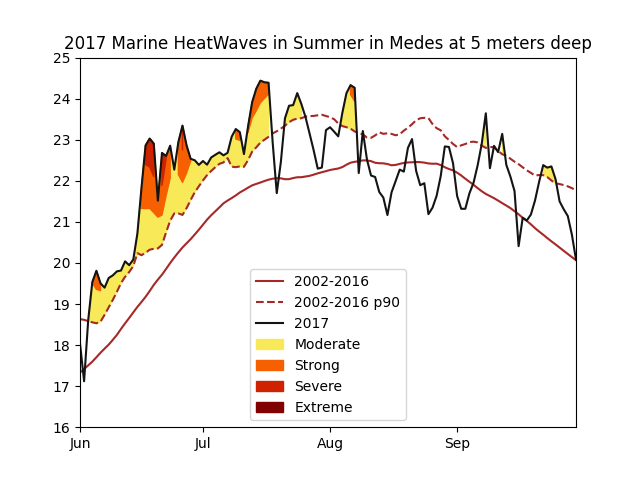 2017 Marine HeatWaves in Summer in Medes at 5 meters deep
25
24
23
22
21
20
19
18
17
16
Jun
Jul
Aug
Sep
2002-2016
2002-2016 p90
2017
Moderate
Strong
Severe
Extreme